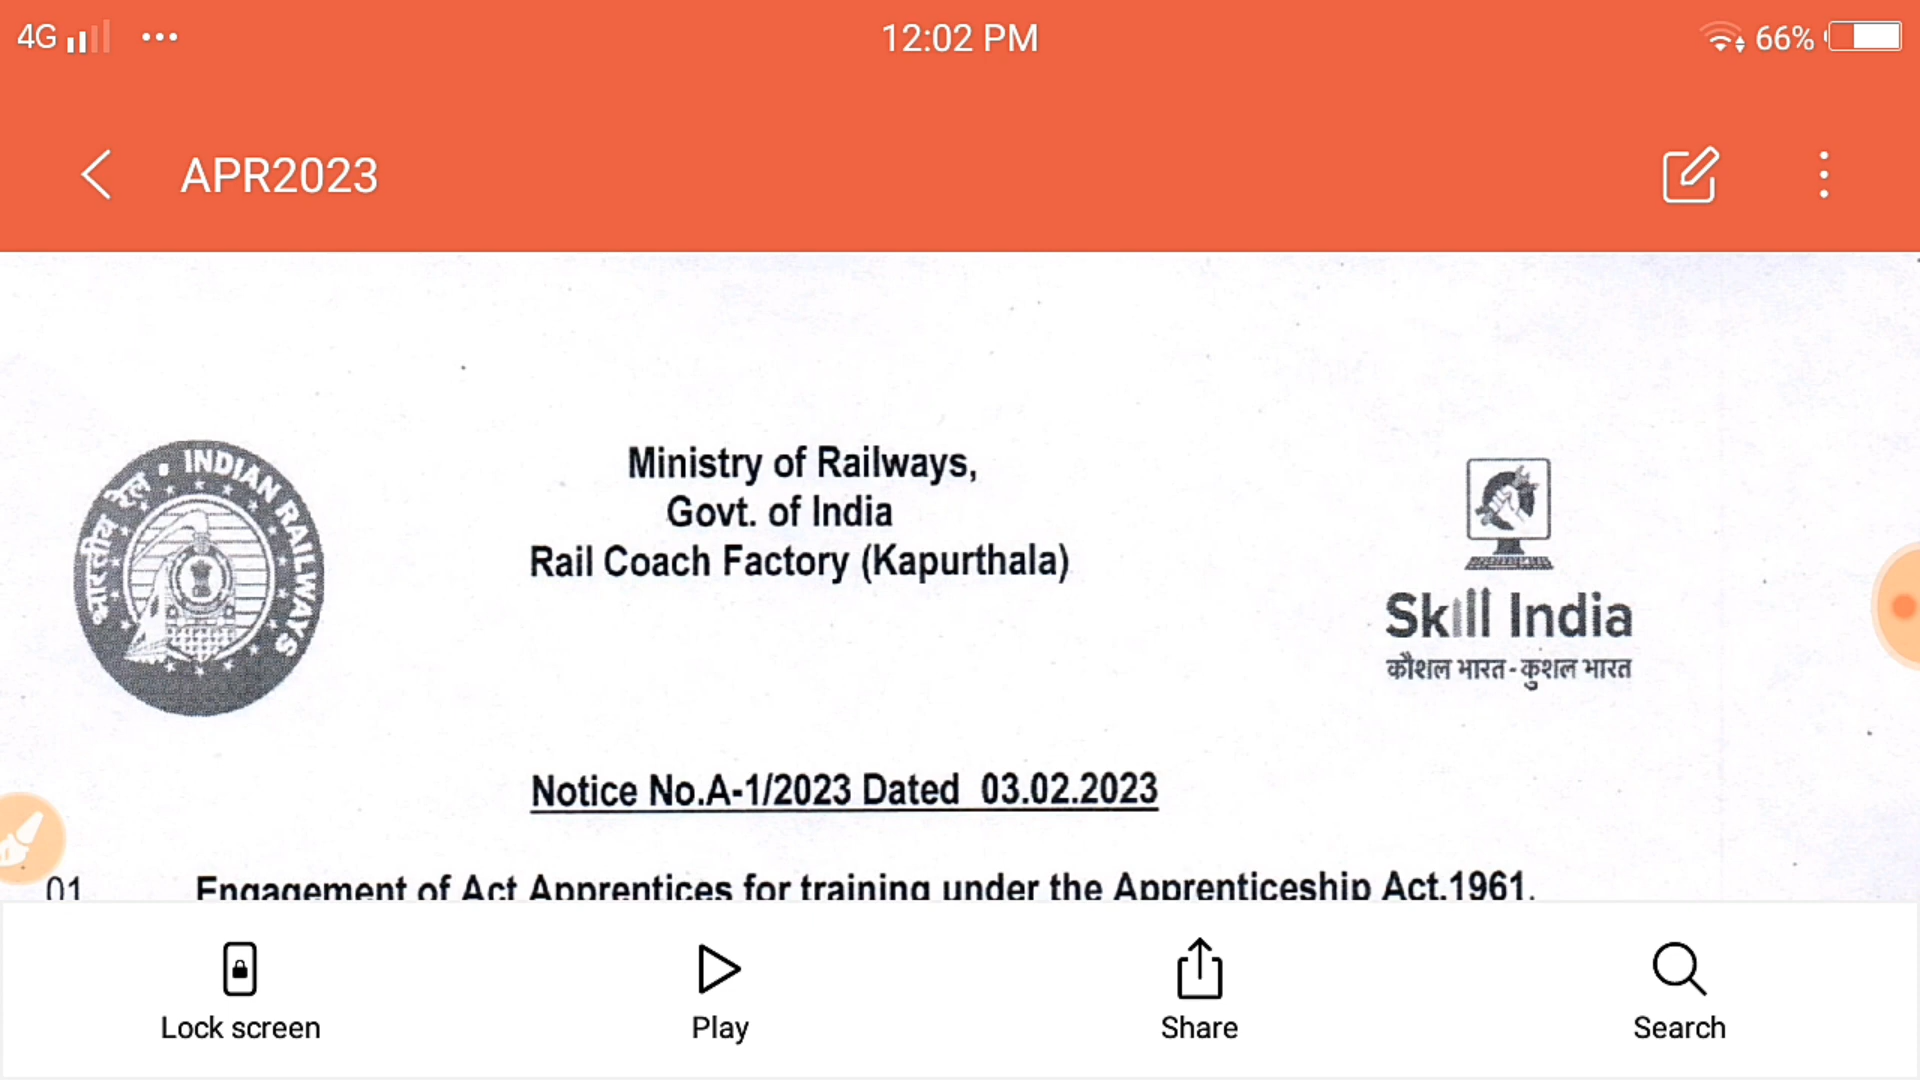 4G
12:02 PM
66%
APR2023
भारतीय रेल • INDIAN RAILWAYS
Ministry of Railways,
Govt. of India
Rail Coach Factory (Kapurthala)
Skill India
कौशल भारत - कुशल भारत
Notice No.A-1/2023 Dated 03.02.2023
01 Engagement of Act Apprentices for training under the Apprenticeship Act.1961.
Lock screen
Play
Share
Search